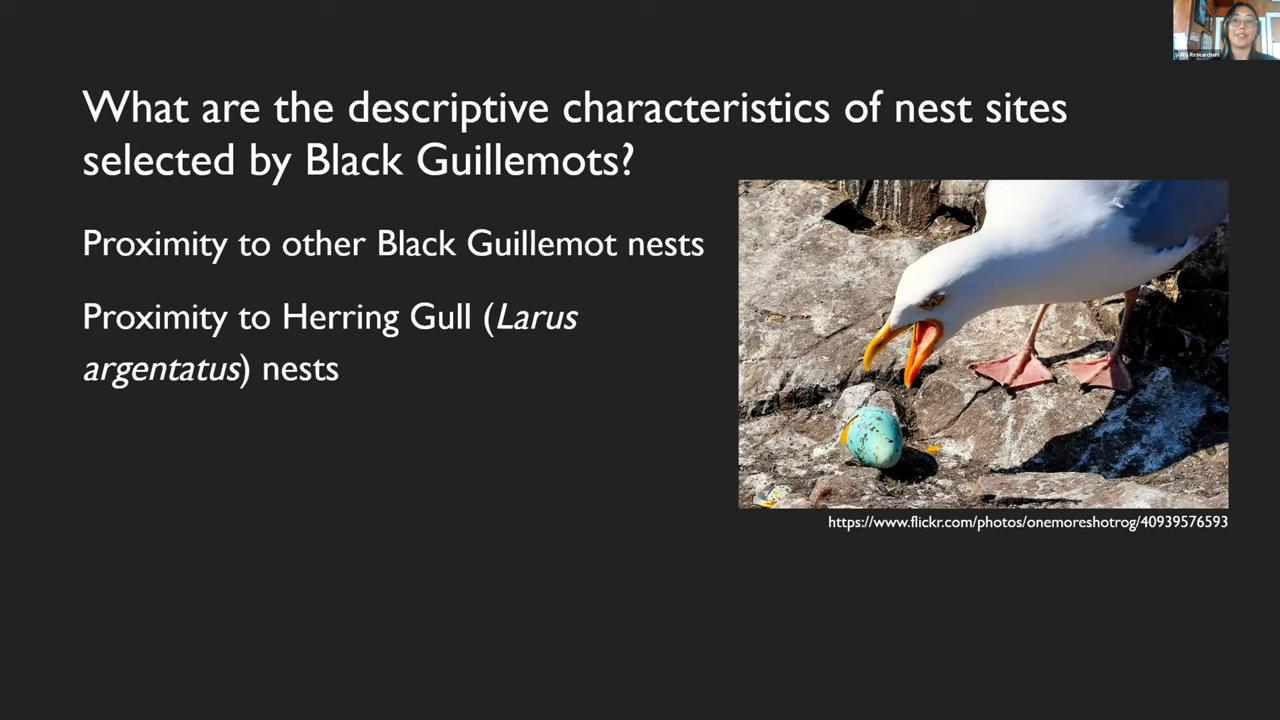 What are the descriptive characteristics of nest sites
selected by Black Guillemots?
Proximity to other Black Guillemot nests
Proximity to Herring Gull (Larus
argentatus) nests
https://www.flickr.com/photos/onemoreshotrog/40939576593
Researchers